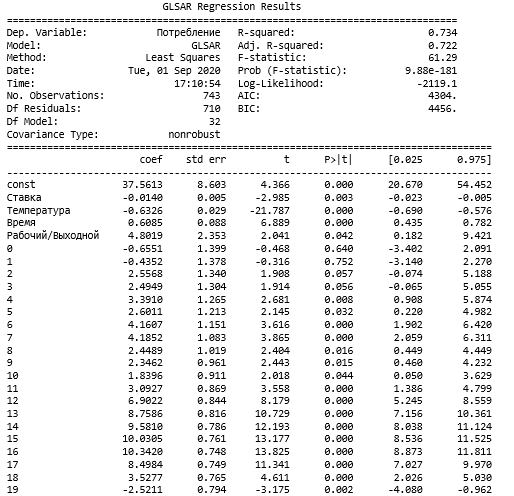 GLSAR Regression Results
Dep. Variable: Потребление R-squared: 0.734
Model: GLSAR Adj. R-squared: 0.722
Method: Least Squares F-statistic: 61.29
Date: Tue, 01 Sep 2020 Prob (F-statistic): 9.88e-181
Time: 17:10:54 Log-Likelihood: -2119.1
No. Observations: 743 AIC: 4304.
Df Residuals: 710 BIC: 4456.
Df Model: 32
Covariance Type: nonrobust
coef std err t P>|t| [0.025 0.975]
const 37.5613 8.603 4.366 0.000 20.670 54.452
Ставка -0.0140 0.005 -2.985 0.003 -0.023 -0.005
Температура -0.6326 0.029 -21.787 0.000 -0.690 -0.576
Время 0.6085 0.088 6.889 0.000 0.435 0.782
Рабочий/Выходной 4.8019 2.353 2.041 0.042 0.182 9.421
0 -0.6551 1.399 -0.468 0.640 -3.402 2.091
1 -0.4352 1.378 -0.316 0.752 -3.140 2.270
2 2.5568 1.340 1.908 0.057 -0.074 5.188
3 2.4949 1.304 1.914 0.056 -0.065 5.055
4 3.3910 1.265 2.681 0.008 0.908 5.874
5 2.6011 1.213 2.145 0.032 0.220 4.982
6 4.1607 1.151 3.616 0.000 1.902 6.420
7 4.1852 1.083 3.865 0.000 2.059 6.311
8 2.4489 1.019 2.404 0.016 0.449 4.449
9 2.3462 0.961 2.443 0.015 0.460 4.232
10 1.8396 0.911 2.018 0.044 0.050 3.629
11 3.0927 0.869 3.558 0.000 1.386 4.799
12 6.9022 0.844 8.179 0.000 5.245 8.559
13 8.7586 0.816 10.729 0.000 7.156 10.361
14 9.5810 0.786 12.193 0.000 8.038 11.124
15 10.0305 0.761 13.177 0.000 8.536 11.525
16 10.3420 0.748 13.825 0.000 8.873 11.811
17 8.4984 0.749 11.341 0.000 7.027 9.970
18 3.5277 0.765 4.611 0.000 2.026 5.030
19 -2.5211 0.794 -3.175 0.002 -4.080 -0.962